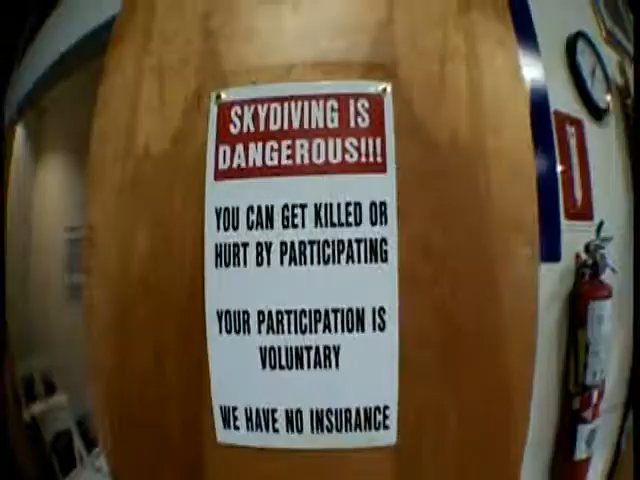 SKYDIVING IS
DANGEROUS!!!
YOU CAN GET KILLED OR
HURT BY PARTICIPATING
YOUR PARTICIPATION IS
VOLUNTARY
WE HAVE NO INSURANCE